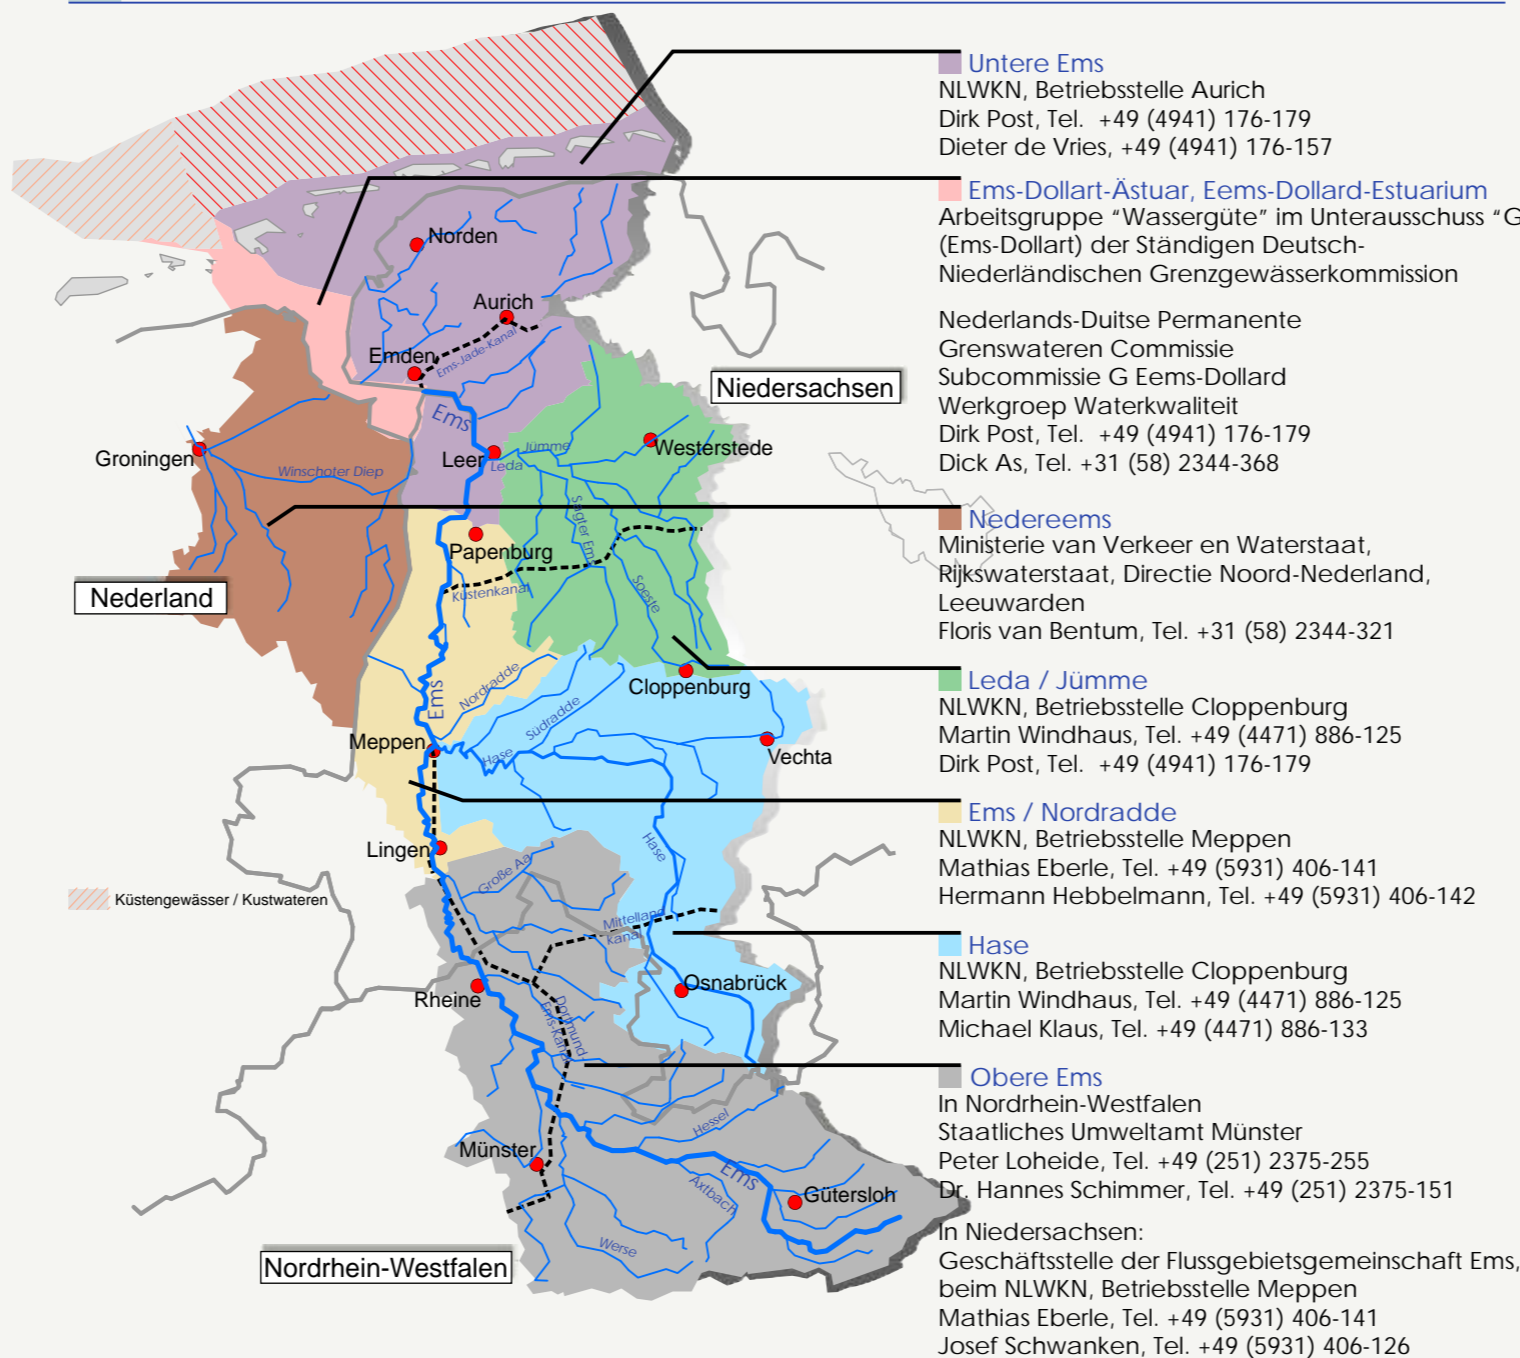 Untere Ems
NLWKN, Betriebsstelle Aurich
Dirk Post, Tel. +49 (4941) 176-179
Dieter de Vries, +49 (4941) 176-157
Ems-Dollart-Ästuar, Eems-Dollard-Estuarium
Arbeitsgruppe "Wassergüte" im Unterausschuss "G
(Ems-Dollart) der Ständigen Deutsch-
Niederländischen Grenzgewässerkommission
Nederlands-Duitse Permanente
Grenswateren Commissie
Subcommissie G Eems-Dollard
Werkgroep Waterkwaliteit
Dirk Post, Tel. +49 (4941) 176-179
Dick As, Tel. +31 (58) 2344-368
Nedereems
Ministerie van Verkeer en Waterstaat,
Rijkswaterstaat, Directie Noord-Nederland,
Leeuwarden
Floris van Bentum, Tel. +31 (58) 2344-321
Leda / Jümme
NLWKN, Betriebsstelle Cloppenburg
Martin Windhaus, Tel. +49 (4471) 886-125
Dirk Post, Tel. +49 (4941) 176-179
Ems / Nordradde
NLWKN, Betriebsstelle Meppen
Mathias Eberle, Tel. +49 (5931) 406-141
Hermann Hebbelmann, Tel. +49 (5931) 406-142
Hase
NLWKN, Betriebsstelle Cloppenburg
Martin Windhaus, Tel. +49 (4471) 886-125
Michael Klaus, Tel. +49 (4471) 886-133
Obere Ems
In Nordrhein-Westfalen
Staatliches Umweltamt Münster
Peter Loheide, Tel. +49 (251) 2375-255
Dr. Hannes Schimmer, Tel. +49 (251) 2375-151
In Niedersachsen:
Geschäftsstelle der Flussgebietsgemeinschaft Ems,
beim NLWKN, Betriebsstelle Meppen
Mathias Eberle, Tel. +49 (5931) 406-141
Josef Schwanken, Tel. +49 (5931) 406-126
Norden
Aurich
Ems-Jade-Kanal
Emden
Niedersachsen
Ems
Jümme
Westerstede
Leer
Leda
Groningen
Winschoter Diep
Sagter Ems
Papenburg
Küstenkanal
Soeste
Nederland
Nordradde
Ems
Cloppenburg
Südradde
Meppen
Hase
Vechta
Lingen
Hase
Große Aa
Küstengewässer / Kustwateren
Mittelland
kanal
Rheine
Osnabrück
Dortmund-
Ems-Kanal
Hessel
Münster
Ems
Axtbach
Gütersloh
Werse
Nordrhein-Westfalen